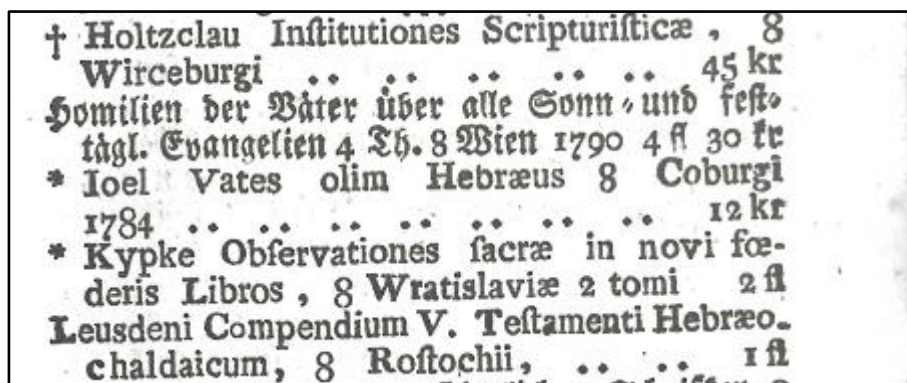 † Holtzclau Inſtitutiones Scripturiſticæ , 8
Wirceburgi .. .. .. .. .. 45 kr
Homilien der Våter über alle Sonn- und feſt-
tågl. Evangelien 4 Th. 8 Wien 1790 4 fl 30 kr
* Ioel Vates olim Hebræus 8 Coburgi
1784 .. .. .. .. .. .. .. 12 kr
* Kypke Obſervationes ſacræ in novi fœ-
deris Libros , 8 Wratislaviæ 2 tomi 2 fl
Leusdeni Compendium V. Teſtamenti Hebræo-
chaldaicum, 8 Roſtochii, .. .. 1 fl